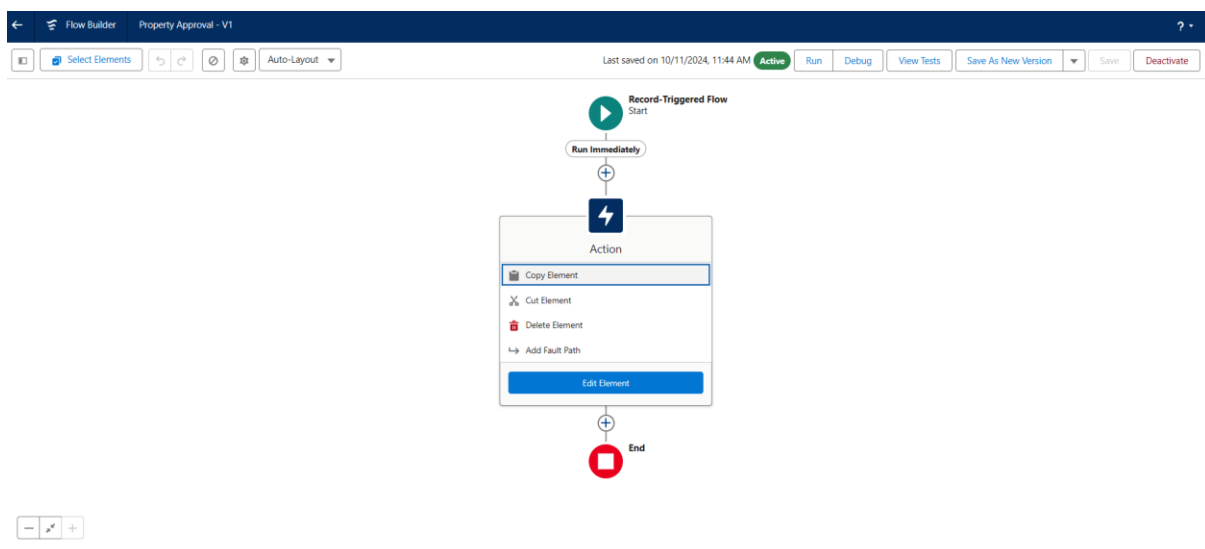 Flow Builder Property Approval - V1 ?
Select Elements Auto-Layout Last saved on 10/11/2024, 11:44 AM Active Run Debug View Tests Save As New Version Save Deactivate
Record-Triggered Flow
Start
Run Immediately
Action
Copy Element
Cut Element
Delete Element
Add Fault Path
Edit Element
End